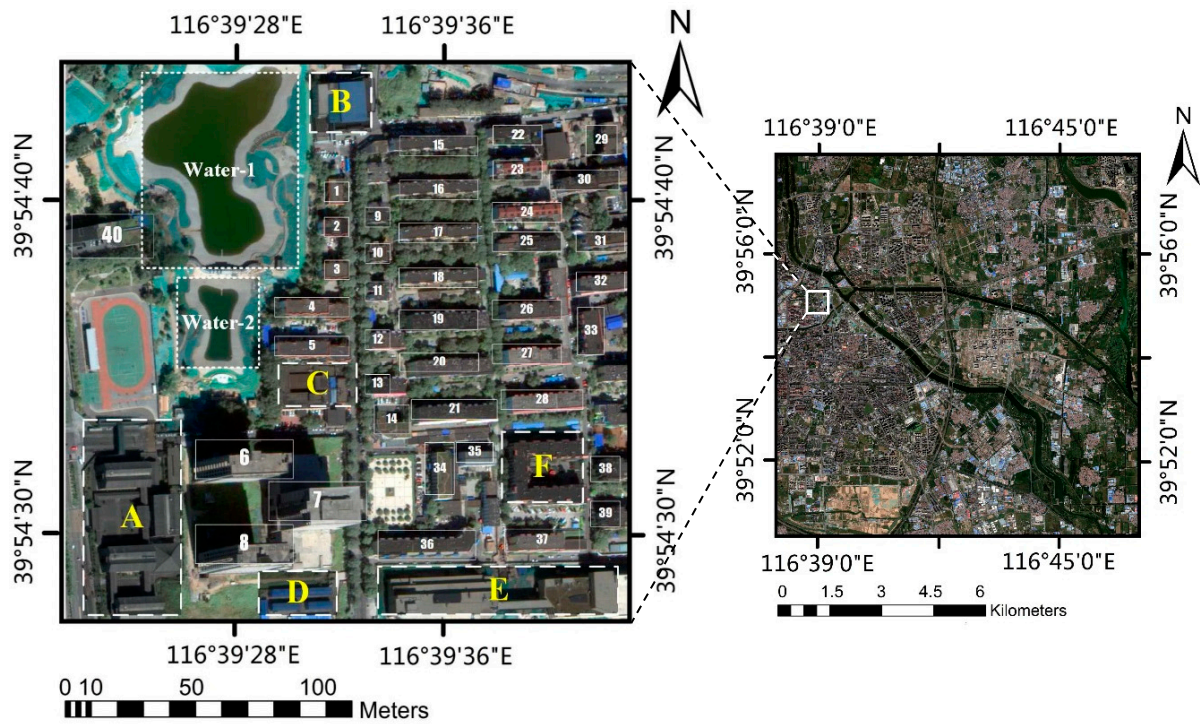 116°39'28"E
116°39'36"E
N
39°54'40"N
39°54'30"N
39°54'40"N
39°54'30"N
B
Water-1
Water-2
40
1
2
3
4
5
C
6
7
8
A
D
9
10
11
12
13
14
15
16
17
18
19
20
21
22
23
24
25
26
27
28
29
30
31
32
33
34
35
F
38
39
36
37
E
116°39'28"E
116°39'36"E
0 10 50 100
Meters
N
116°39'0"E
116°45'0"E
39°56'0"N
39°52'0"N
39°56'0"N
39°52'0"N
116°39'0"E
116°45'0"E
0 1.5 3 4.5 6
Kilometers